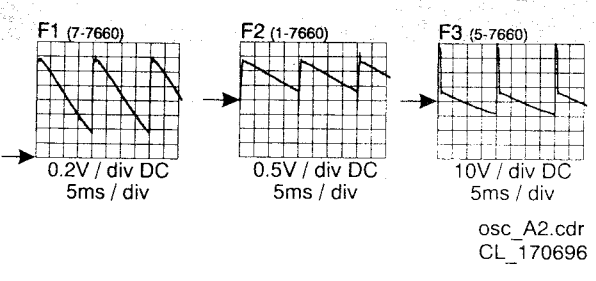 F1 (7-7660)
0.2V / div DC
5ms / div
F2 (1-7660)
0.5V / div DC
5ms / div
F3 (5-7660)
10V / div DC
5ms / div
osc_A2.cdr
CL_170696